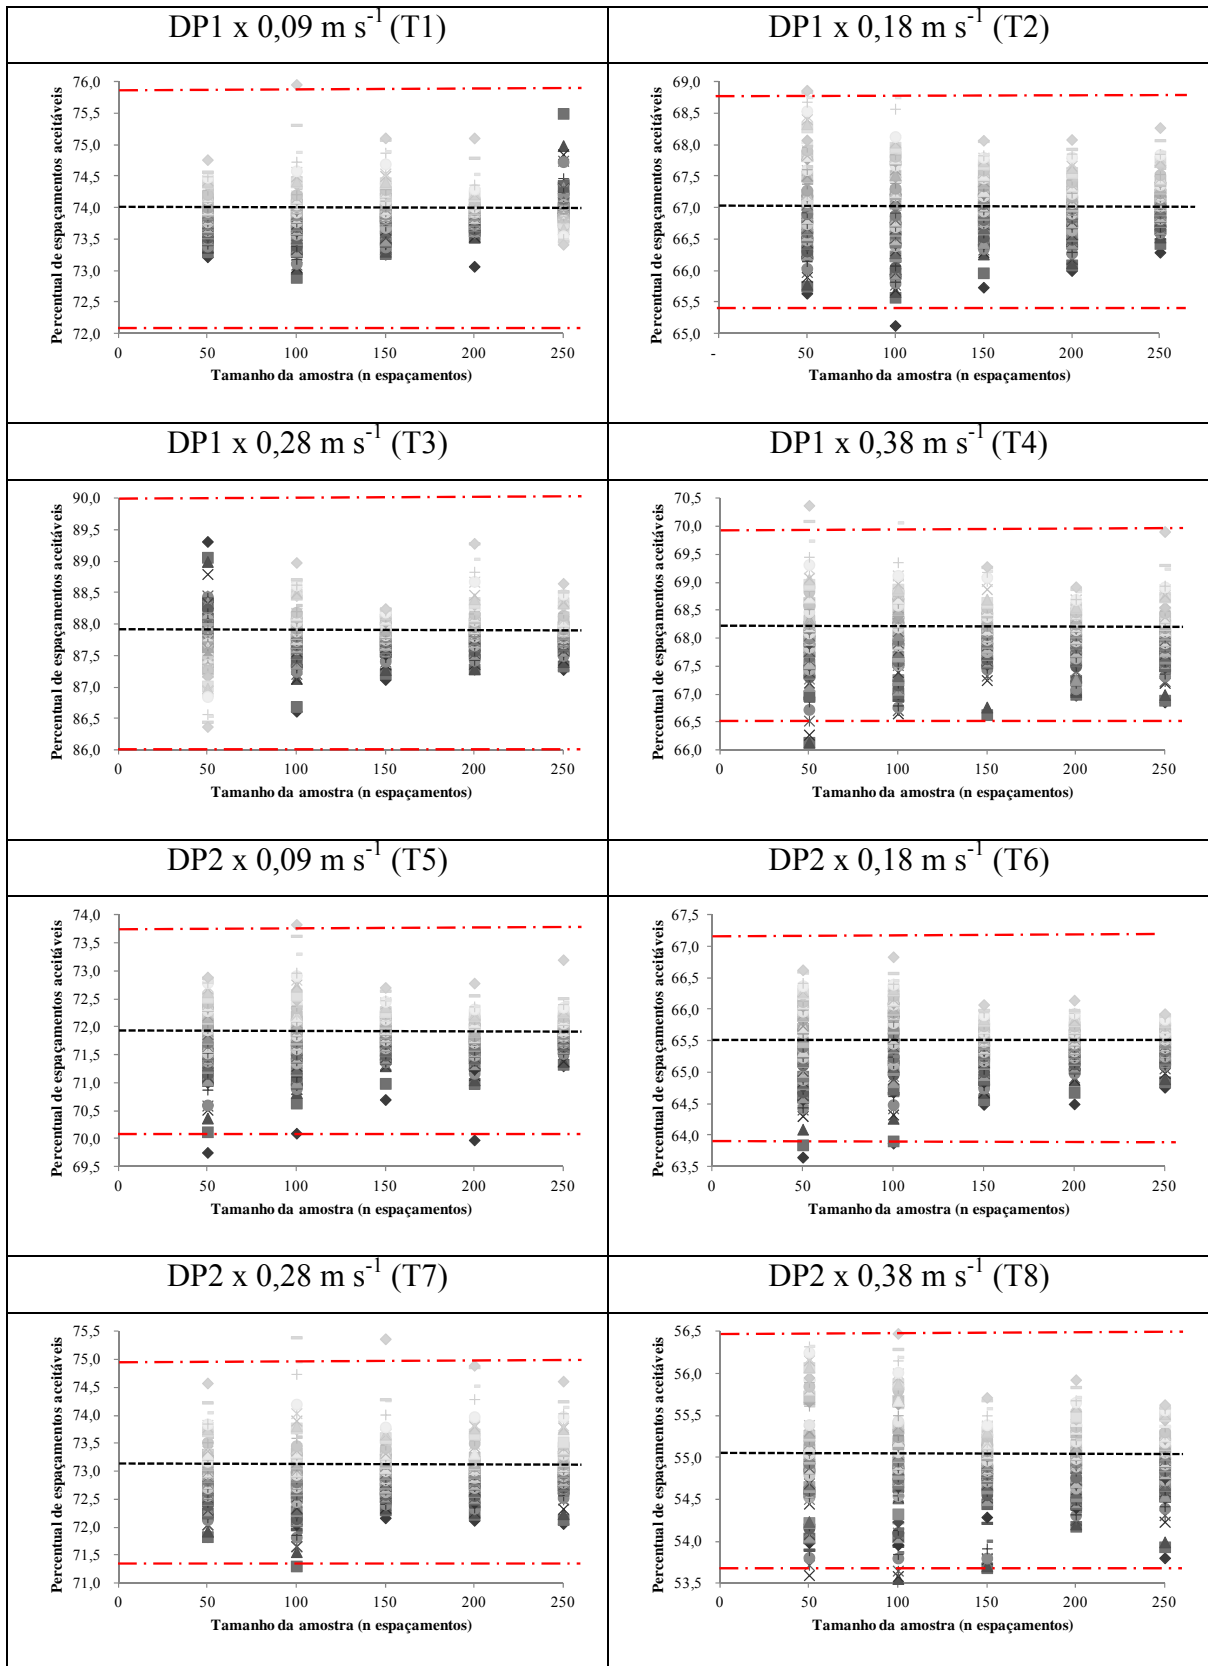 DP1 x 0,09 m s⁻¹ (T1)
DP1 x 0,18 m s⁻¹ (T2)
Percentual de espaçamentos aceitáveis
76,0
75,5
75,0
74,5
74,0
73,5
73,0
72,5
72,0
0 50 100 150 200 250
Tamanho da amostra (n espaçamentos)
Percentual de espaçamentos aceitáveis
69,0
68,5
68,0
67,5
67,0
66,5
66,0
65,5
65,0
- 50 100 150 200 250
Tamanho da amostra (n espaçamentos)
DP1 x 0,28 m s⁻¹ (T3)
DP1 x 0,38 m s⁻¹ (T4)
Percentual de espaçamentos aceitáveis
90,0
89,0
88,0
87,5
87,0
86,0
0 50 100 150 200 250
Tamanho da amostra (n espaçamentos)
Percentual de espaçamentos aceitáveis
70,5
70,0
69,5
69,0
68,5
68,0
67,5
67,0
66,5
66,0
0 50 100 150 200 250
Tamanho da amostra (n espaçamentos)
DP2 x 0,09 m s⁻¹ (T5)
DP2 x 0,18 m s⁻¹ (T6)
Percentual de espaçamentos aceitáveis
74,0
73,5
73,0
72,5
72,0
71,5
71,0
70,5
70,0
69,5
0 50 100 150 200 250
Tamanho da amostra (n espaçamentos)
Percentual de espaçamentos aceitáveis
67,5
67,0
66,5
66,0
65,5
65,0
64,5
64,0
63,5
0 50 100 150 200 250
Tamanho da amostra (n espaçamentos)
DP2 x 0,28 m s⁻¹ (T7)
DP2 x 0,38 m s⁻¹ (T8)
Percentual de espaçamentos aceitáveis
75,5
75,0
74,5
74,0
73,5
73,0
72,5
72,0
71,5
71,0
0 50 100 150 200 250
Tamanho da amostra (n espaçamentos)
Percentual de espaçamentos aceitáveis
56,5
56,0
55,5
55,0
54,5
54,0
53,5
0 50 100 150 200 250
Tamanho da amostra (n espaçamentos)